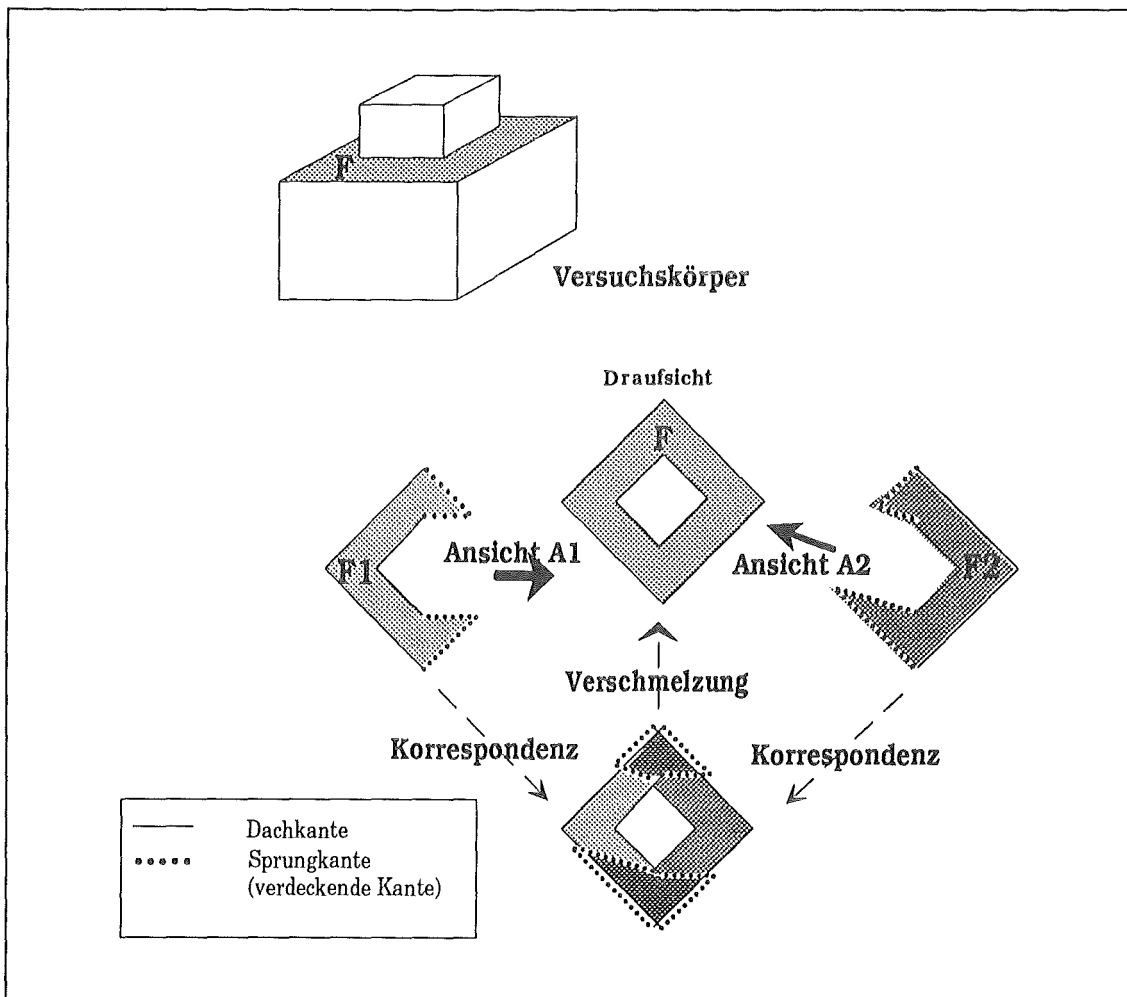 F
Versuchskörper
Draufsicht
F
F1
Ansicht A1
Ansicht A2
F2
Verschmelzung
Korrespondenz
Korrespondenz
Dachkante
Sprungkante
(verdeckende Kante)